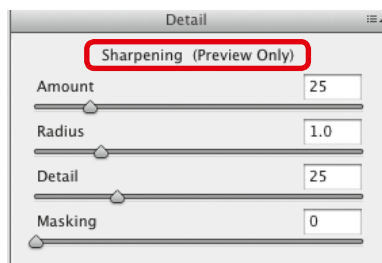 Detail
Sharpening (Preview Only)
Amount 25
Radius 1.0
Detail 25
Masking 0